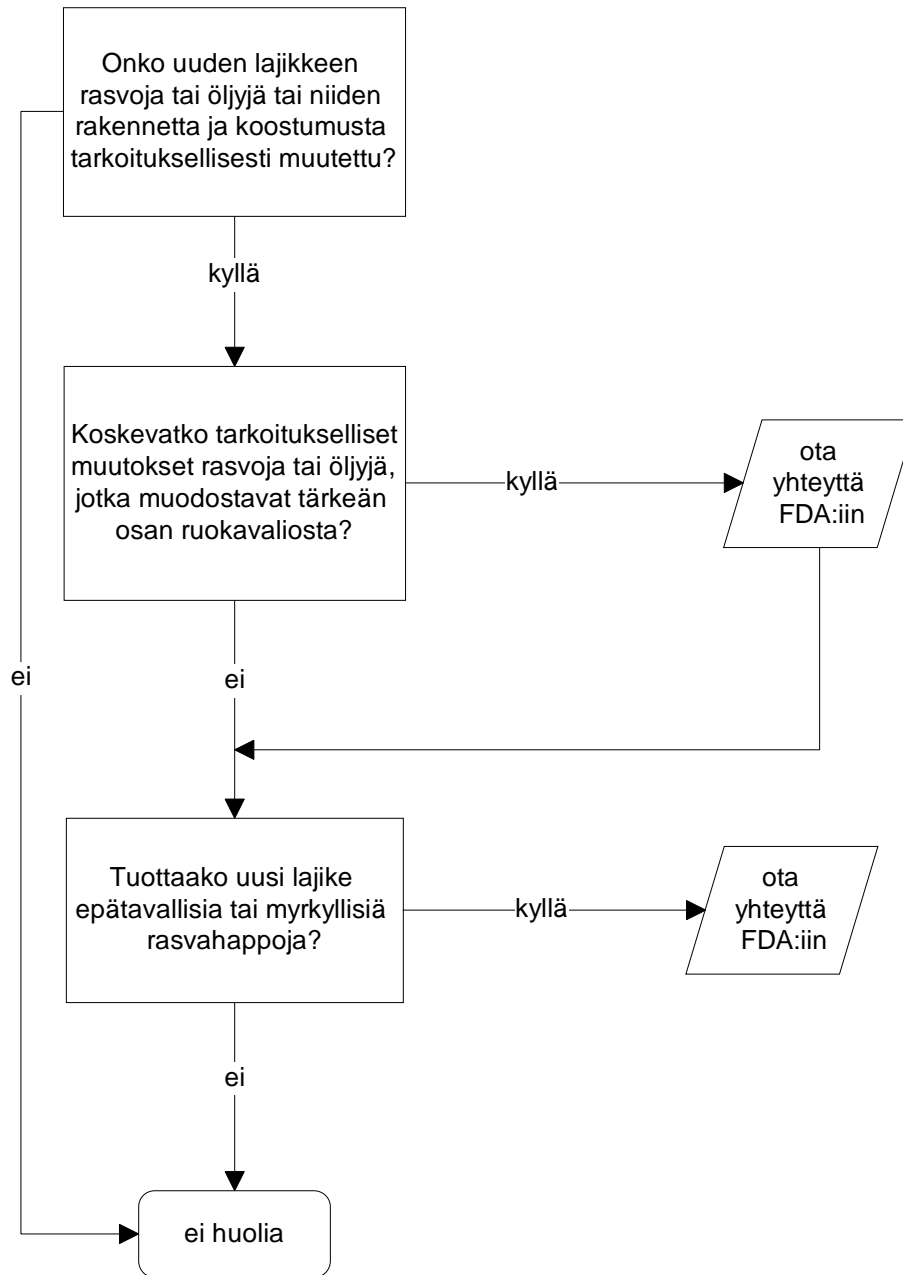 Onko uuden lajikkeen
rasvoja tai öljyjä tai niiden
rakennetta ja koostumusta
tarkoituksellisesti muutettu?
kyllä
Koskevatko tarkoitukselliset
muutokset rasvoja tai öljyjä,
jotka muodostavat tärkeän
osan ruokavaliosta?
kyllä
ota
yhteyttä
FDA:iin
ei
ei
Tuottaako uusi lajike
epätavallisia tai myrkyllisiä
rasvahappoja?
kyllä
ota
yhteyttä
FDA:iin
ei
ei huolia